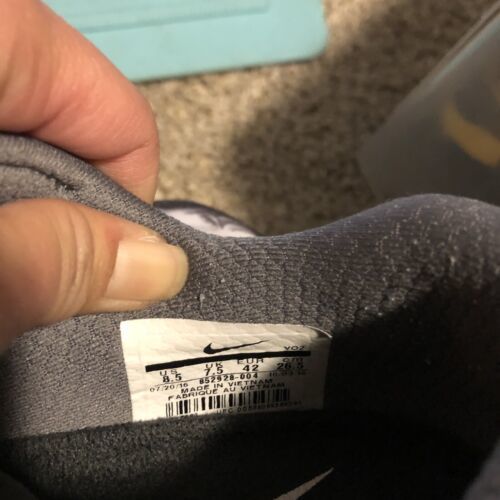 YOZ
US UK EUR cm
8.5 7.5 42 26.5
07/20/16 852928-004
MADE IN VIETNAM
FABRIQUE AU VIETNAM